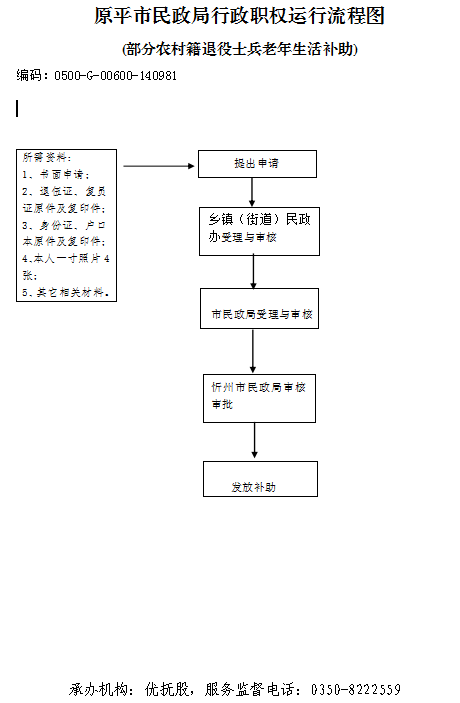 原平市民政局行政职权运行流程图
(部分农村籍退役士兵老年生活补助)
编码：0500-G-00600-140981
所需资料：
1、书面申请；
2、退伍证、复员
证原件及复印件；
3、身份证、户口
本原件及复印件；
4、本人一寸照片4
张；
5、其它相关材料。
提出申请
乡镇（街道）民政
办受理与审核
市民政局受理与审核
忻州市民政局审核
审批
发放补助
承办机构：优抚股，服务监督电话：0350-8222559